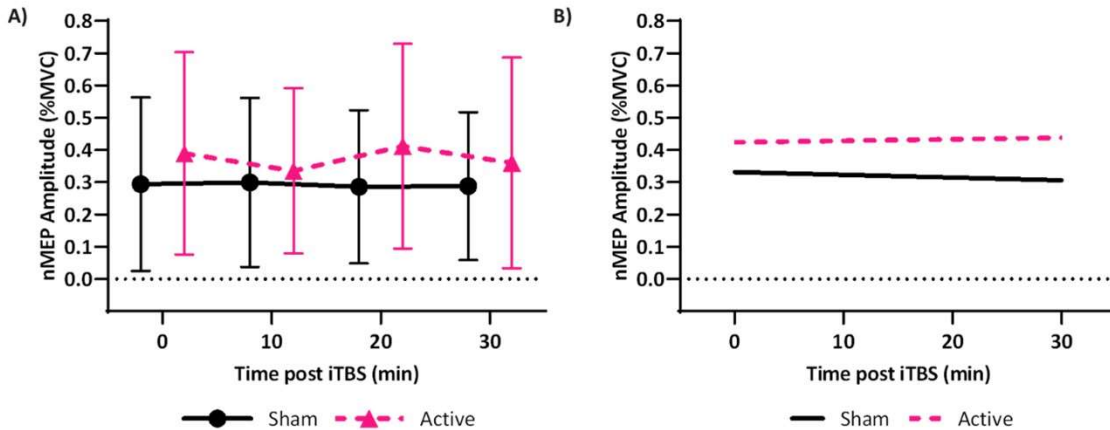 A)
nMEP Amplitude (%MVC)
0.8
0.7
0.6
0.5
0.4
0.3
0.2
0.1
0.0
0 10 20 30
Time post iTBS (min)
Sham Active
B)
nMEP Amplitude (%MVC)
0.8
0.7
0.6
0.5
0.4
0.3
0.2
0.1
0.0
0 10 20 30
Time post iTBS (min)
Sham Active